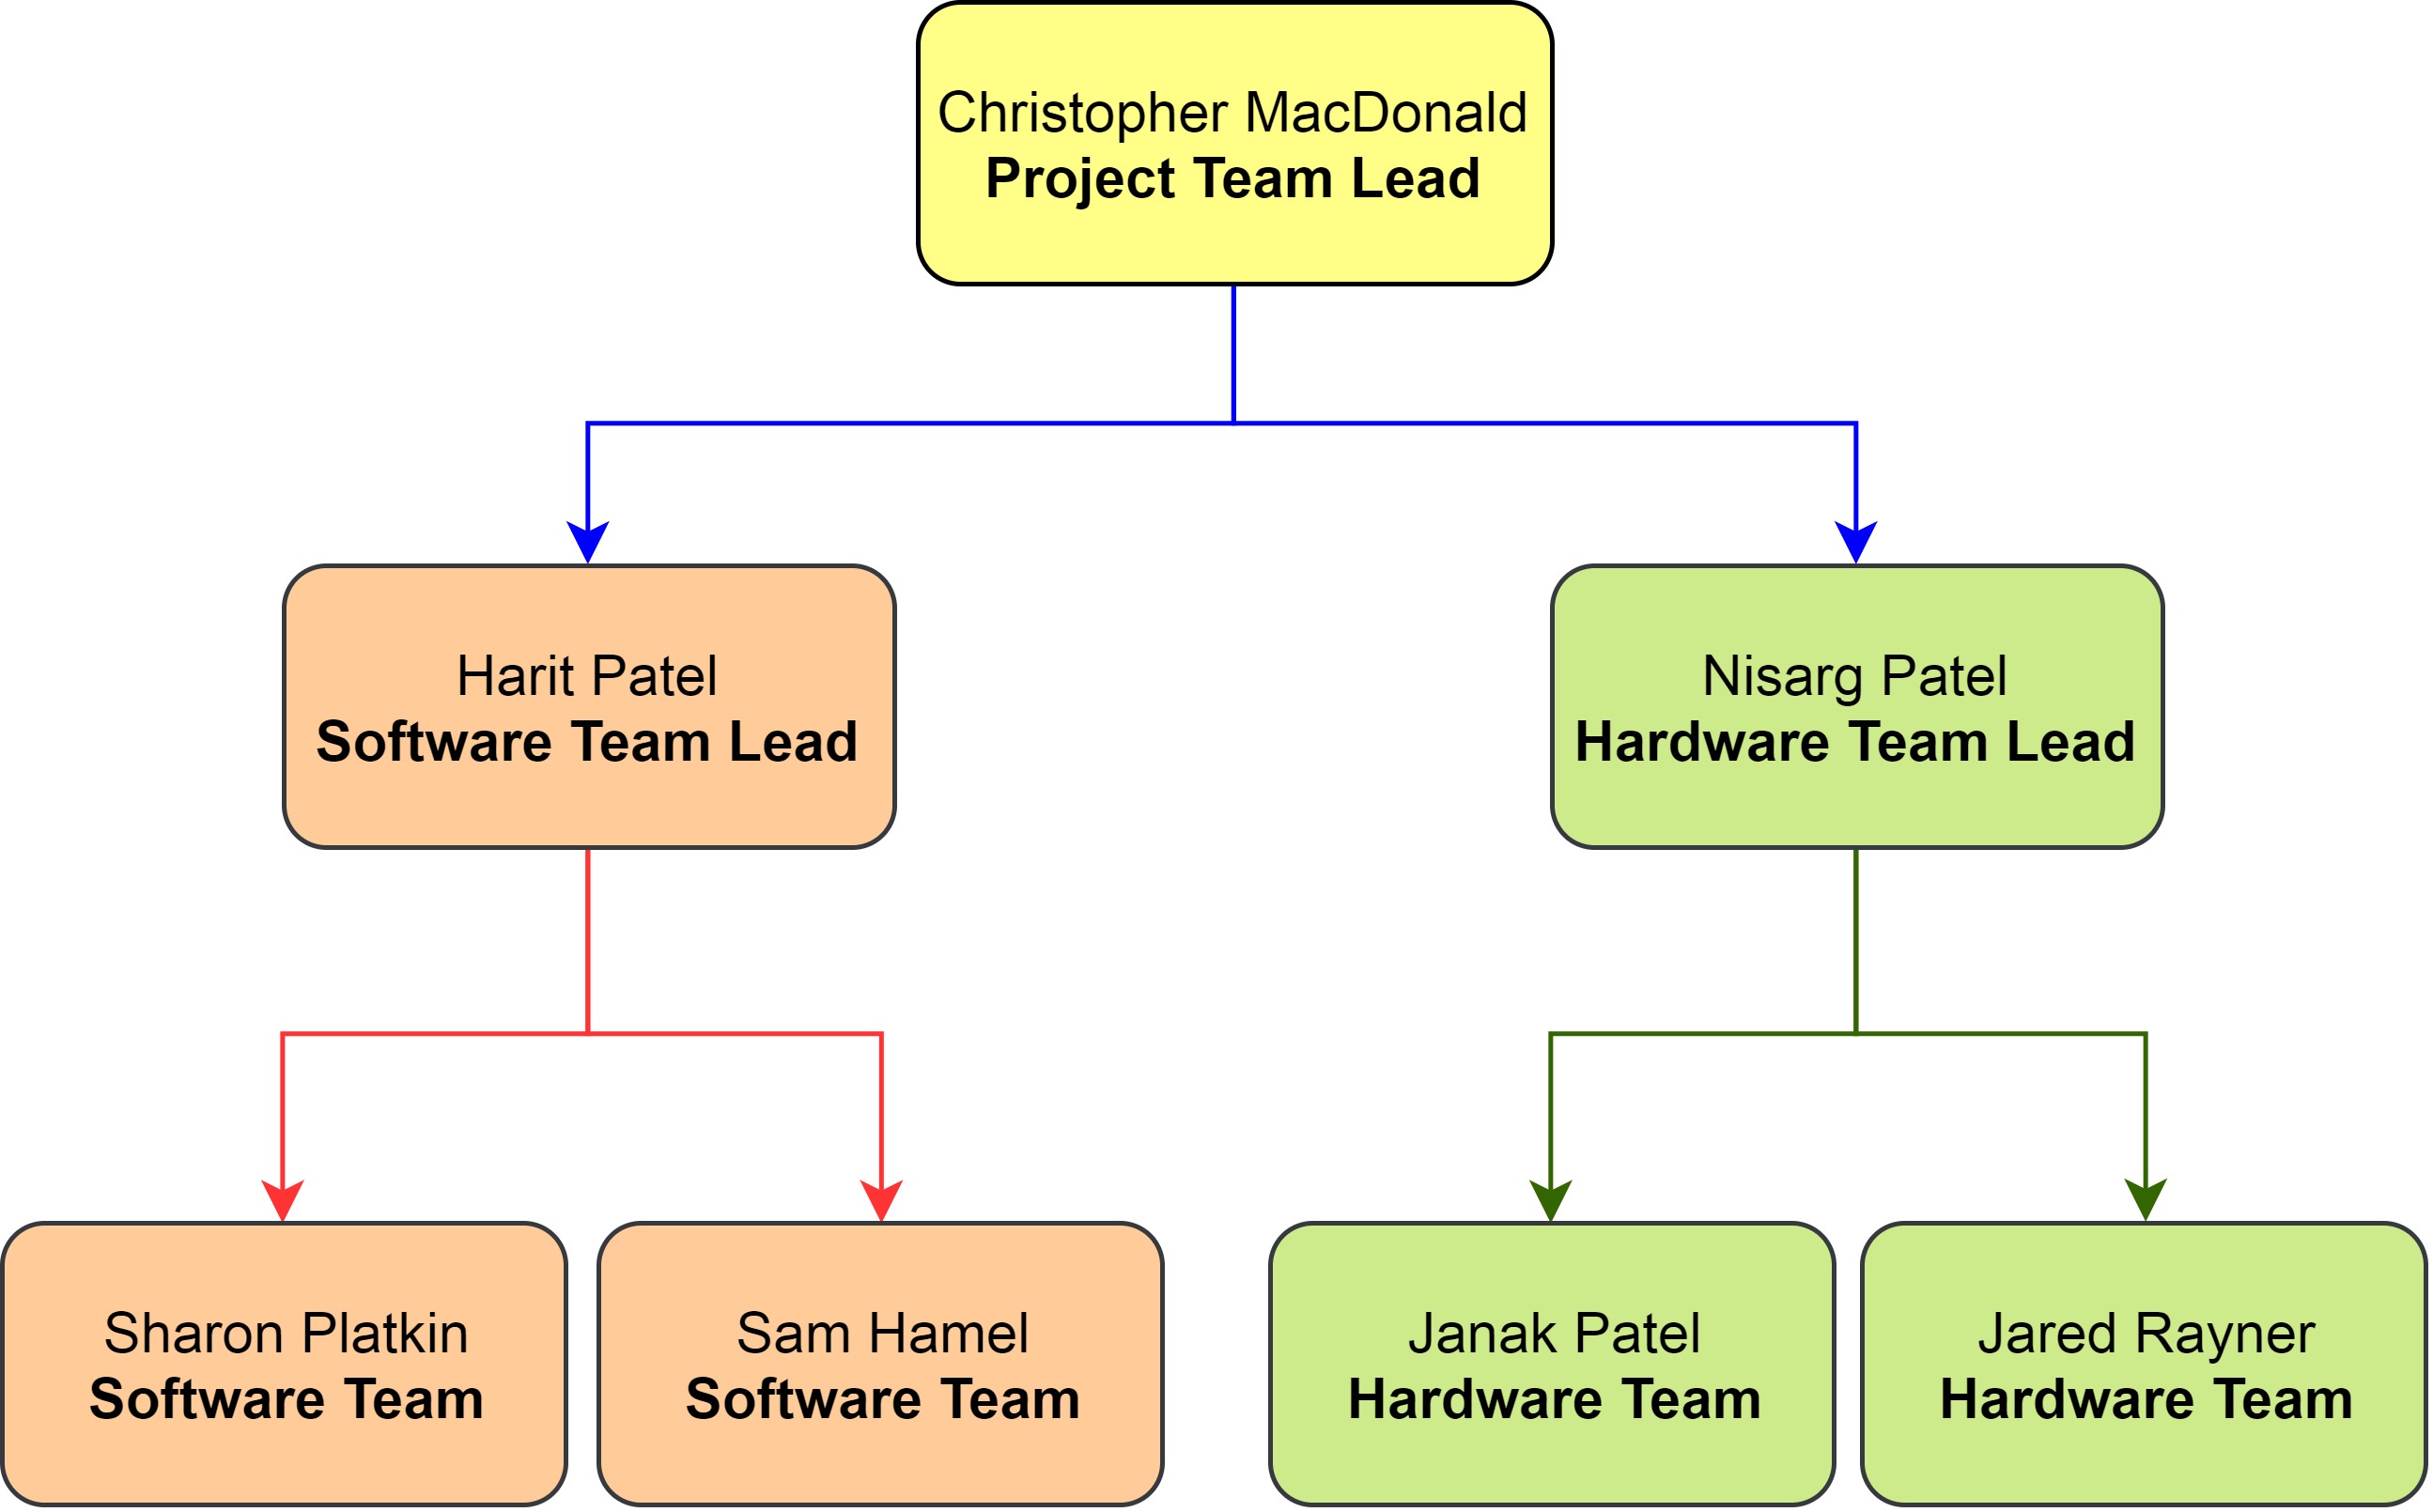 Christopher MacDonald
Project Team Lead
Harit Patel
Software Team Lead
Nisarg Patel
Hardware Team Lead
Sharon Platkin
Software Team
Sam Hamel
Software Team
Janak Patel
Hardware Team
Jared Rayner
Hardware Team